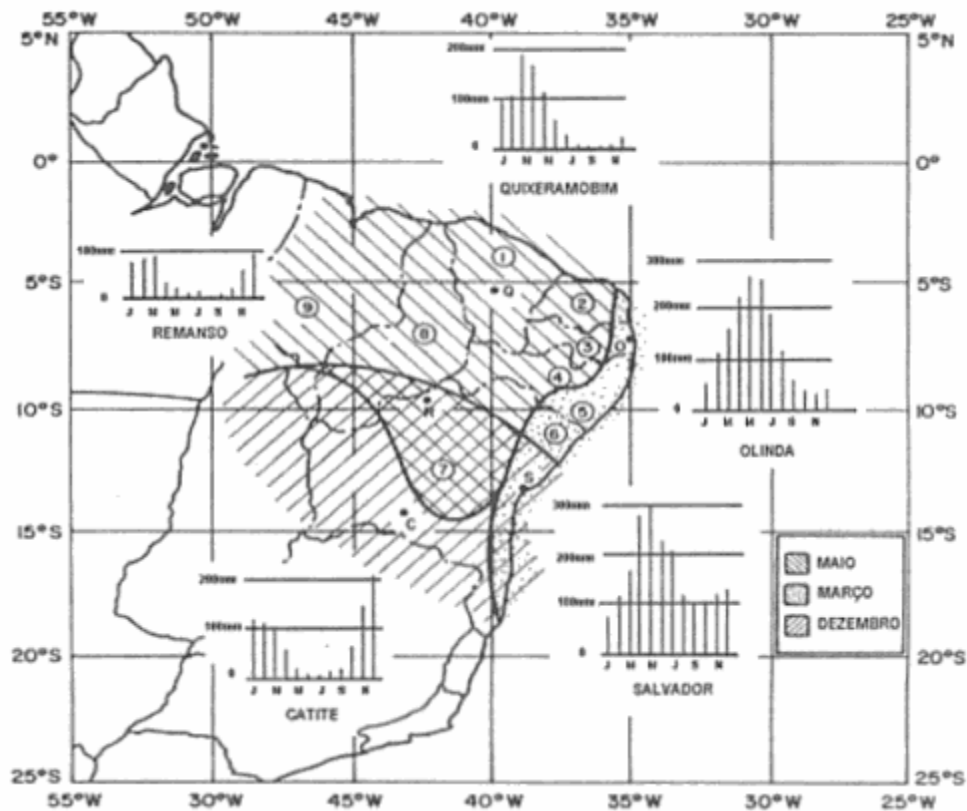 55°W 50°W 45°W 40°W 35°W 30°W 25°W
5°N 5°N
200mm
100mm
0
J M M J S N
QUIXERAMOBIM
0° 0°
100mm
0
J M M J S N
REMANSO
300mm
200mm
100mm
0
J M M J S N
OLINDA
5°S 5°S
1
Q
2
9
8
3
O
4
10°S 10°S
R
5
6
7
S
C
15°S 15°S
300mm
200mm
100mm
0
J M M J S N
SALVADOR
MAIO
MARÇO
DEZEMBRO
200mm
100mm
0
J M M J S N
CATITE
20°S 20°S
25°S 25°S
55°W 50°W 45°W 40°W 35°W 30°W 25°W